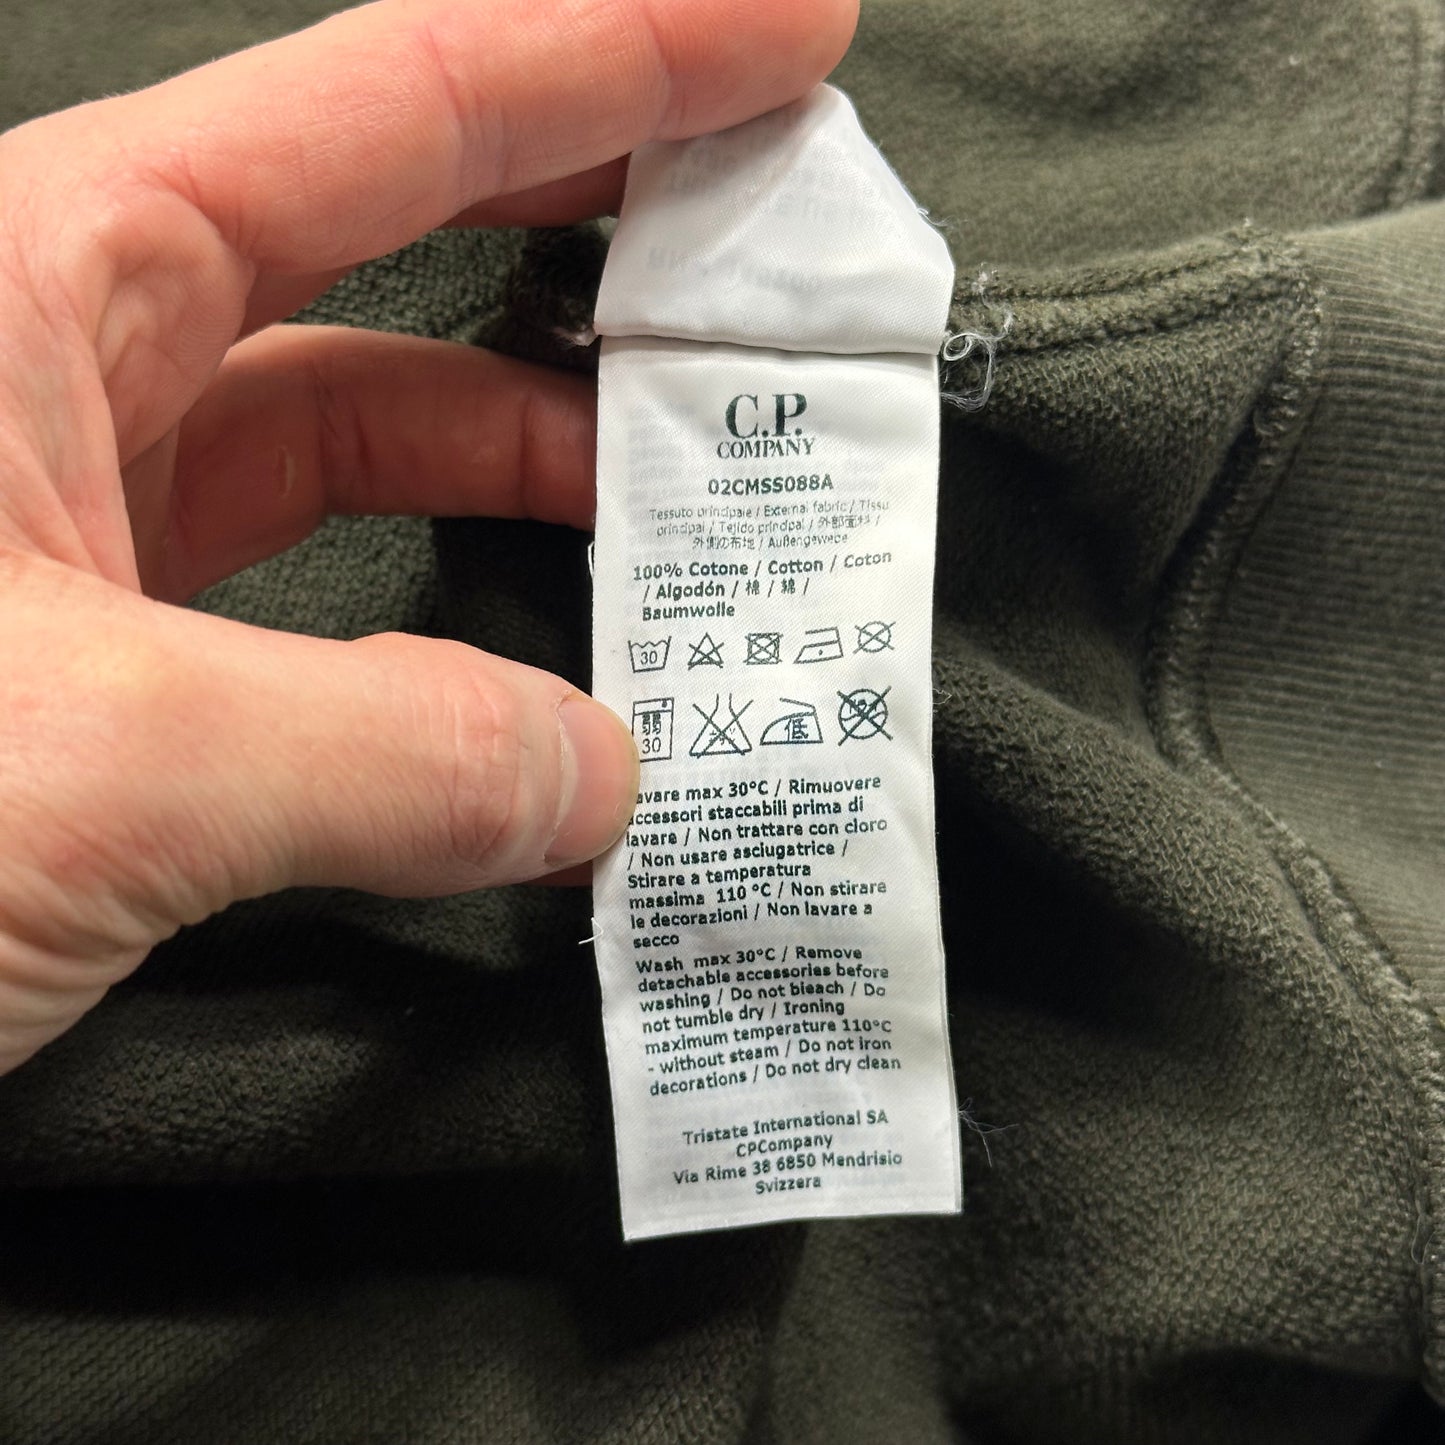 C.P.
COMPANY
02CMSS088A
Tessuto principale / External fabric / Tissu
principal / Tejido principal / 外部面料 /
外側の布地 / Außengewebe
100% Cotone / Cotton / Coton
/ Algodón / 棉 / 綿 /
Baumwolle
30
弱
30
低
avare max 30°C / Rimuovere
ccessori staccabili prima di
lavare / Non trattare con cloro
/ Non usare asciugatrice /
Stirare a temperatura
massima 110 °C / Non stirare
le decorazioni / Non lavare a
secco
Wash max 30°C / Remove
detachable accessories before
washing / Do not bleach / Do
not tumble dry / Ironing
maximum temperature 110°C
- without steam / Do not iron
decorations / Do not dry clean
Tristate International SA
CPCompany
Via Rime 38 6850 Mendrisio
Svizzera